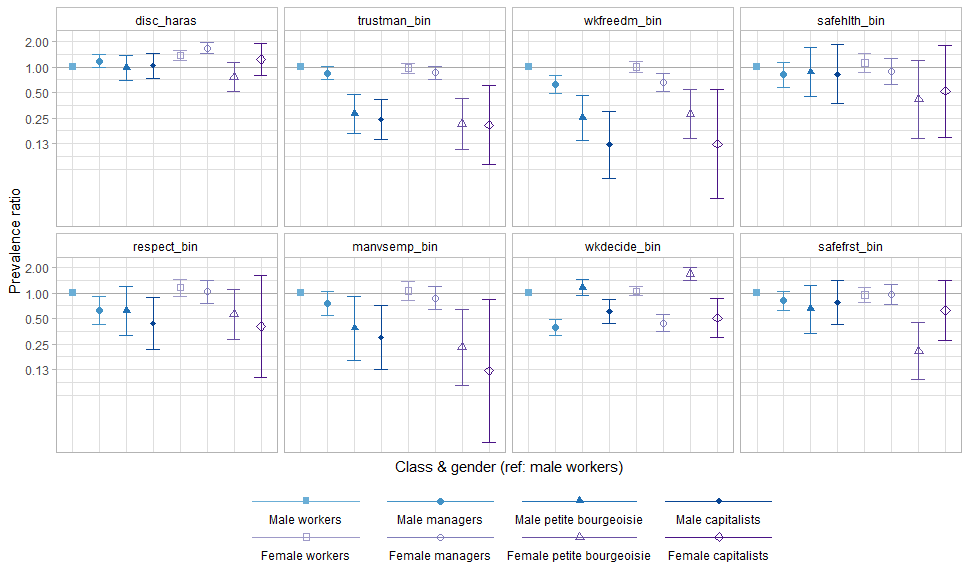 disc_haras trustman_bin wkfreedm_bin safehlth_bin
2.00
1.00
0.50
0.25
0.13
Prevalence ratio
respect_bin manvsemp_bin wkdecide_bin safefrst_bin
2.00
1.00
0.50
0.25
0.13
Class & gender (ref: male workers)
Male workers Male managers Male petite bourgeoisie Male capitalists
Female workers Female managers Female petite bourgeoisie Female capitalists